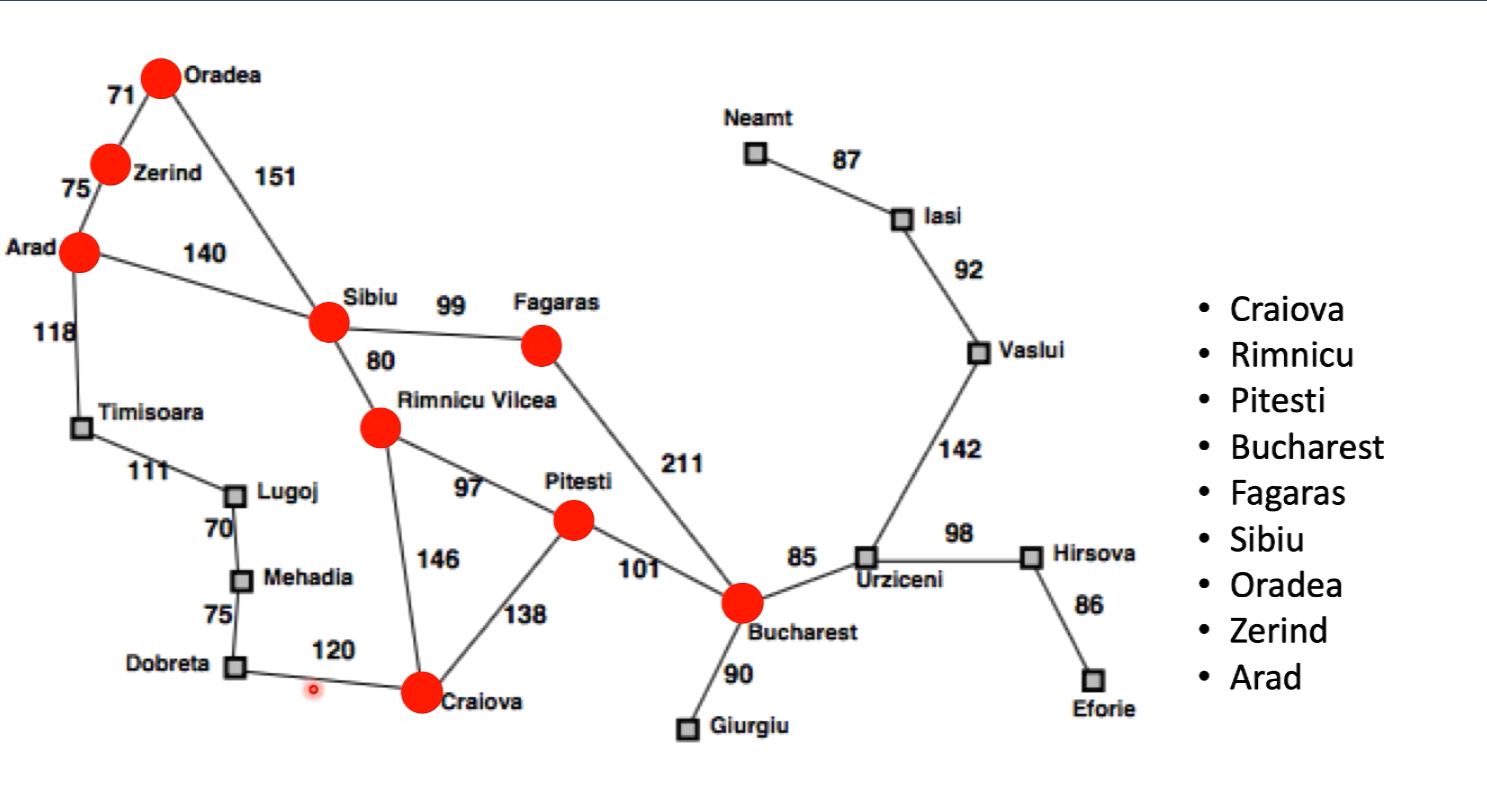 Oradea
71
Neamt
87
Zerind
151
75
Iasi
Arad
140
92
Sibiu
99
Fagaras
118
80
Vaslui
Rimnicu Vilcea
Timisoara
142
211
111
97
Pitesti
Lugoj
70
98
Hirsova
146
101
85
Urziceni
Mehadia
75
138
86
120
Bucharest
Dobreta
90
Craiova
Eforie
Giurgiu
• Craiova
• Rimnicu
• Pitesti
• Bucharest
• Fagaras
• Sibiu
• Oradea
• Zerind
• Arad